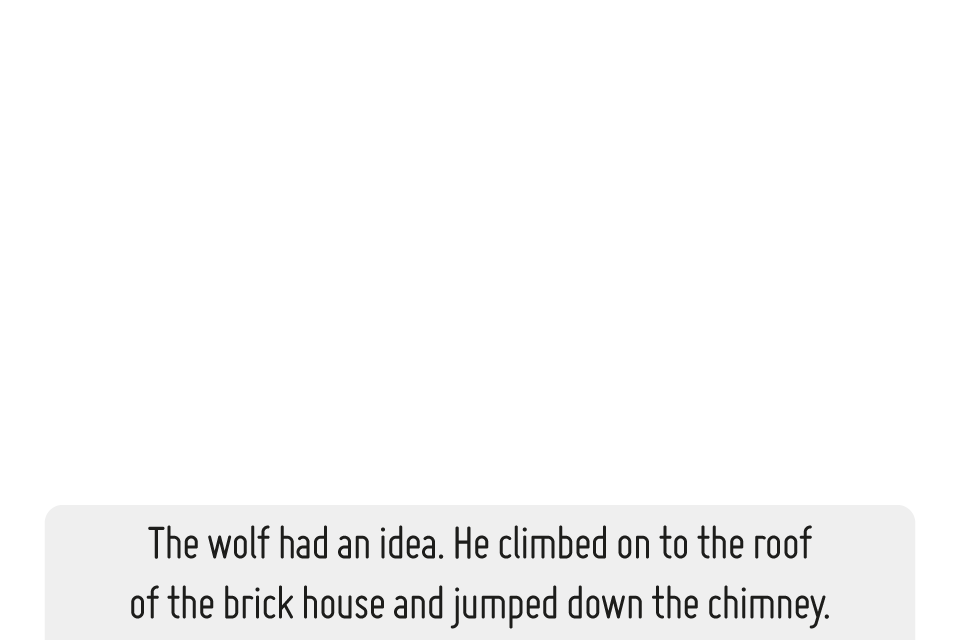 The wolf had an idea. He climbed on to the roof
of the brick house and jumped down the chimney.